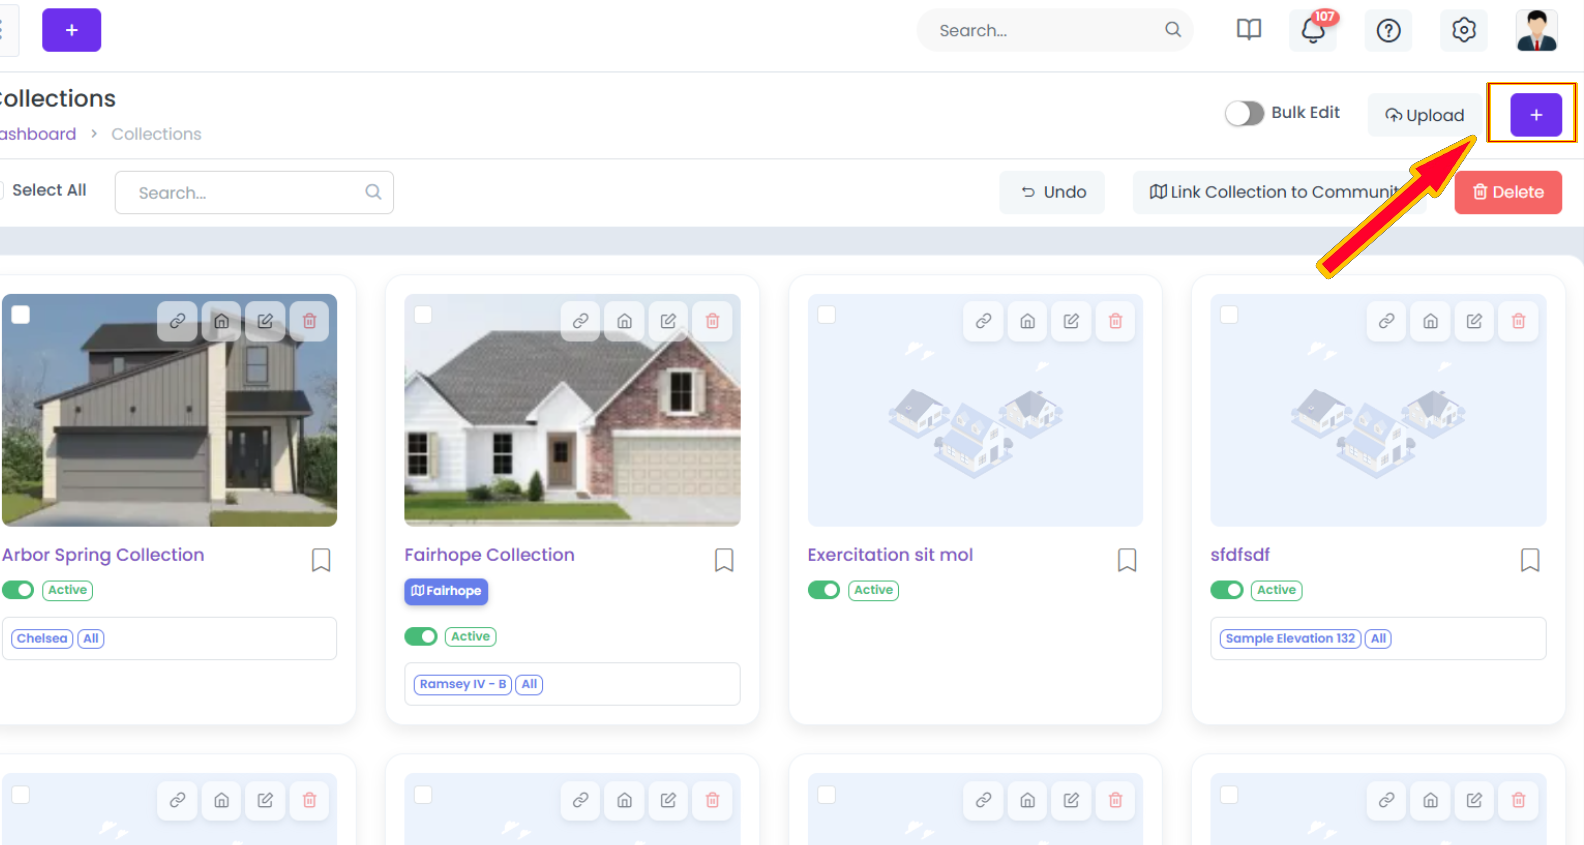 +
Search...
107
ollections
Bulk Edit
Upload
+
ashboard > Collections
Select All
Search...
Undo
Link Collection to Communit
Delete
Arbor Spring Collection
Active
Chelsea
All
Fairhope Collection
Fairhope
Active
Ramsey IV - B
All
Exercitation sit mol
Active
sfdfsdf
Active
Sample Elevation 132
All